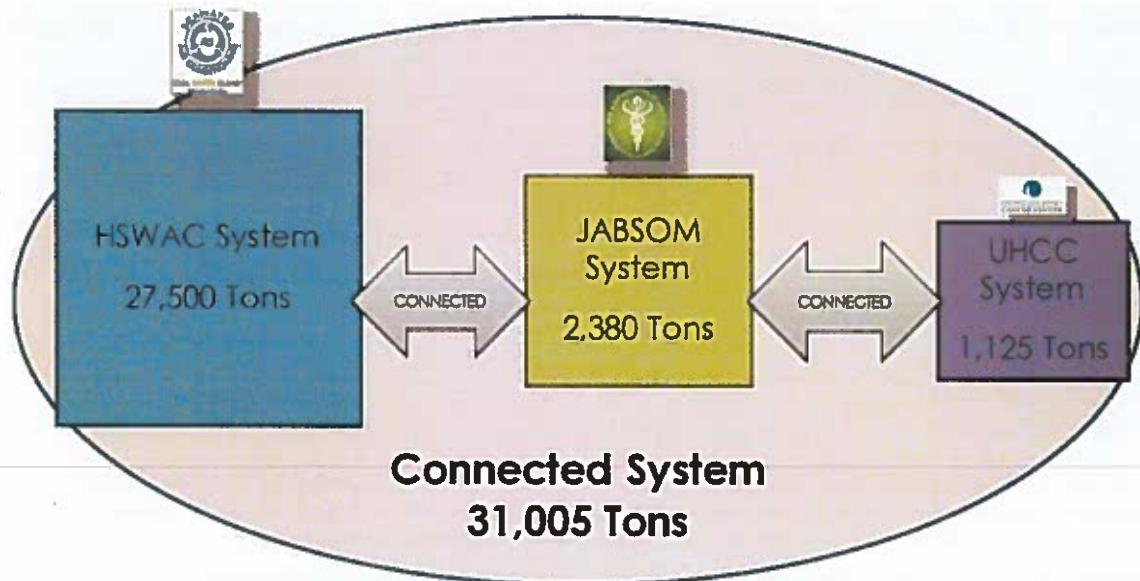 HSWAC System
27,500 Tons
CONNECTED
JABSOM
System
2,380 Tons
CONNECTED
UHCC
System
1,125 Tons
Connected System
31,005 Tons